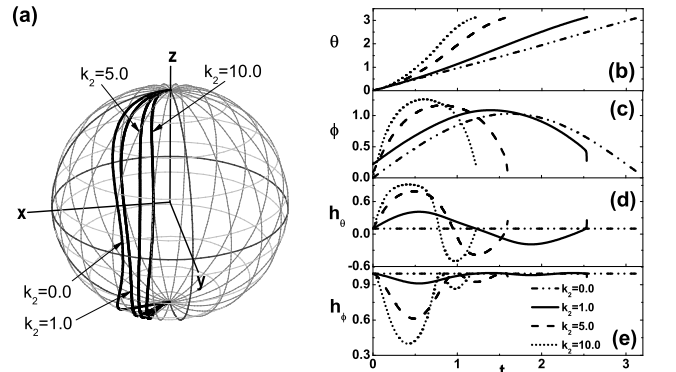 (a)
z
k2=5.0
k2=10.0
x
y
k2=0.0
k2=1.0
θ
3
2
1
0
(b)
ϕ
1.0
0.5
0.0
(c)
hθ
0.6
0.0
-0.6
(d)
hϕ
0.9
0.6
0.3
k2=0.0
k2=1.0
k2=5.0
k2=10.0
(e)
0 1 2 3
t